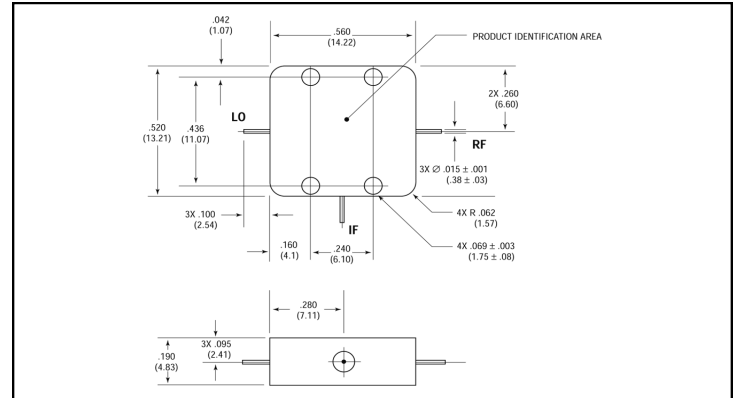 .042
(1.07)
.560
(14.22)
PRODUCT IDENTIFICATION AREA
2X .260
(6.60)
LO
.520
(13.21)
.436
(11.07)
RF
3X Ø .015 ± .001
(.38 ± .03)
3X .100
(2.54)
IF
4X R .062
(1.57)
.160
(4.1)
.240
(6.10)
4X .069 ± .003
(1.75 ± .08)
.280
(7.11)
3X .095
(2.41)
.190
(4.83)